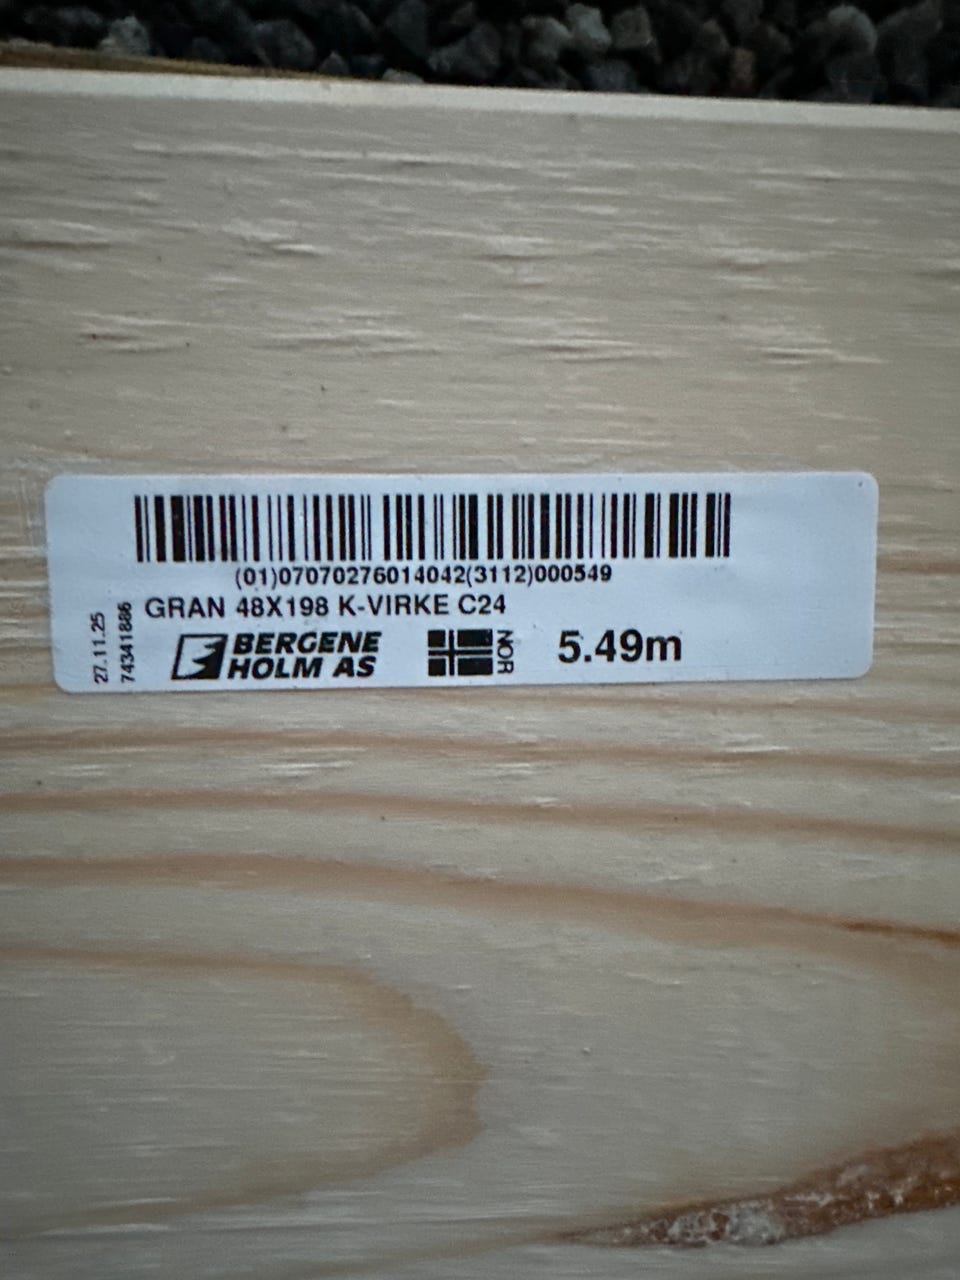 (01)07070276014042(3112)000549
GRAN 48X198 K-VIRKE C24
27.11.25
74341886
BERGENE
HOLM AS
NOR
5.49m